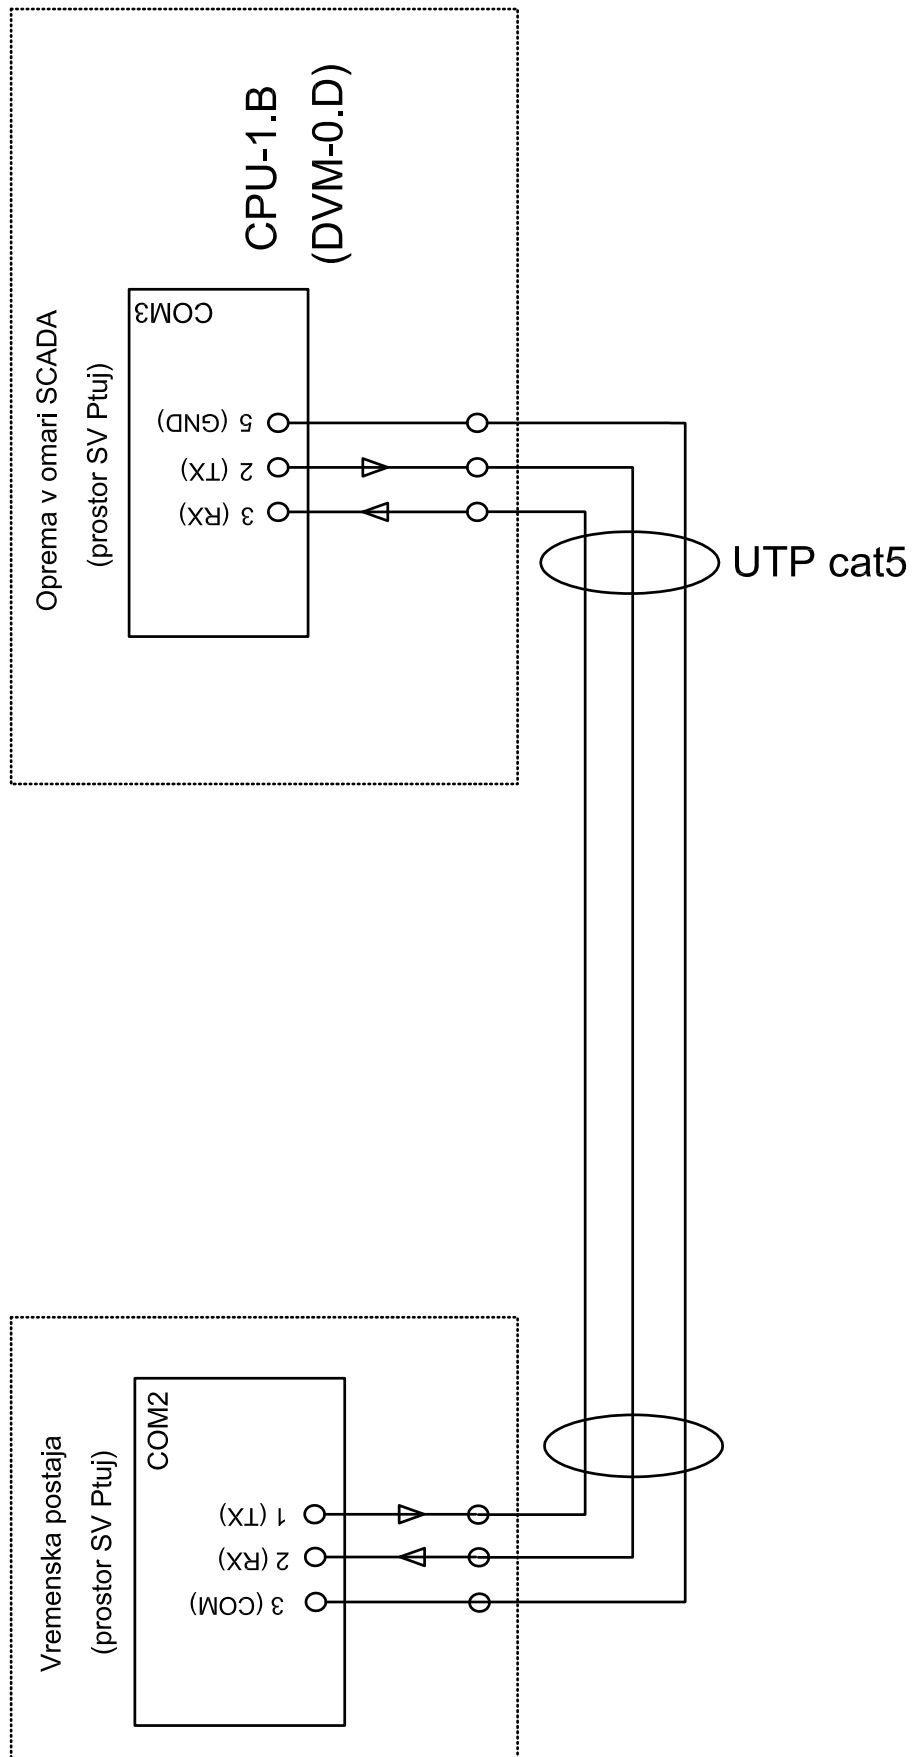 CPU-1.B
(DVM-0.D)
Oprema v omari SCADA
(prostor SV Ptuj)
COM3
5 (GND)
2 (TX)
3 (RX)
UTP cat5
Vremenska postaja
(prostor SV Ptuj)
COM2
1 (TX)
2 (RX)
3 (COM)